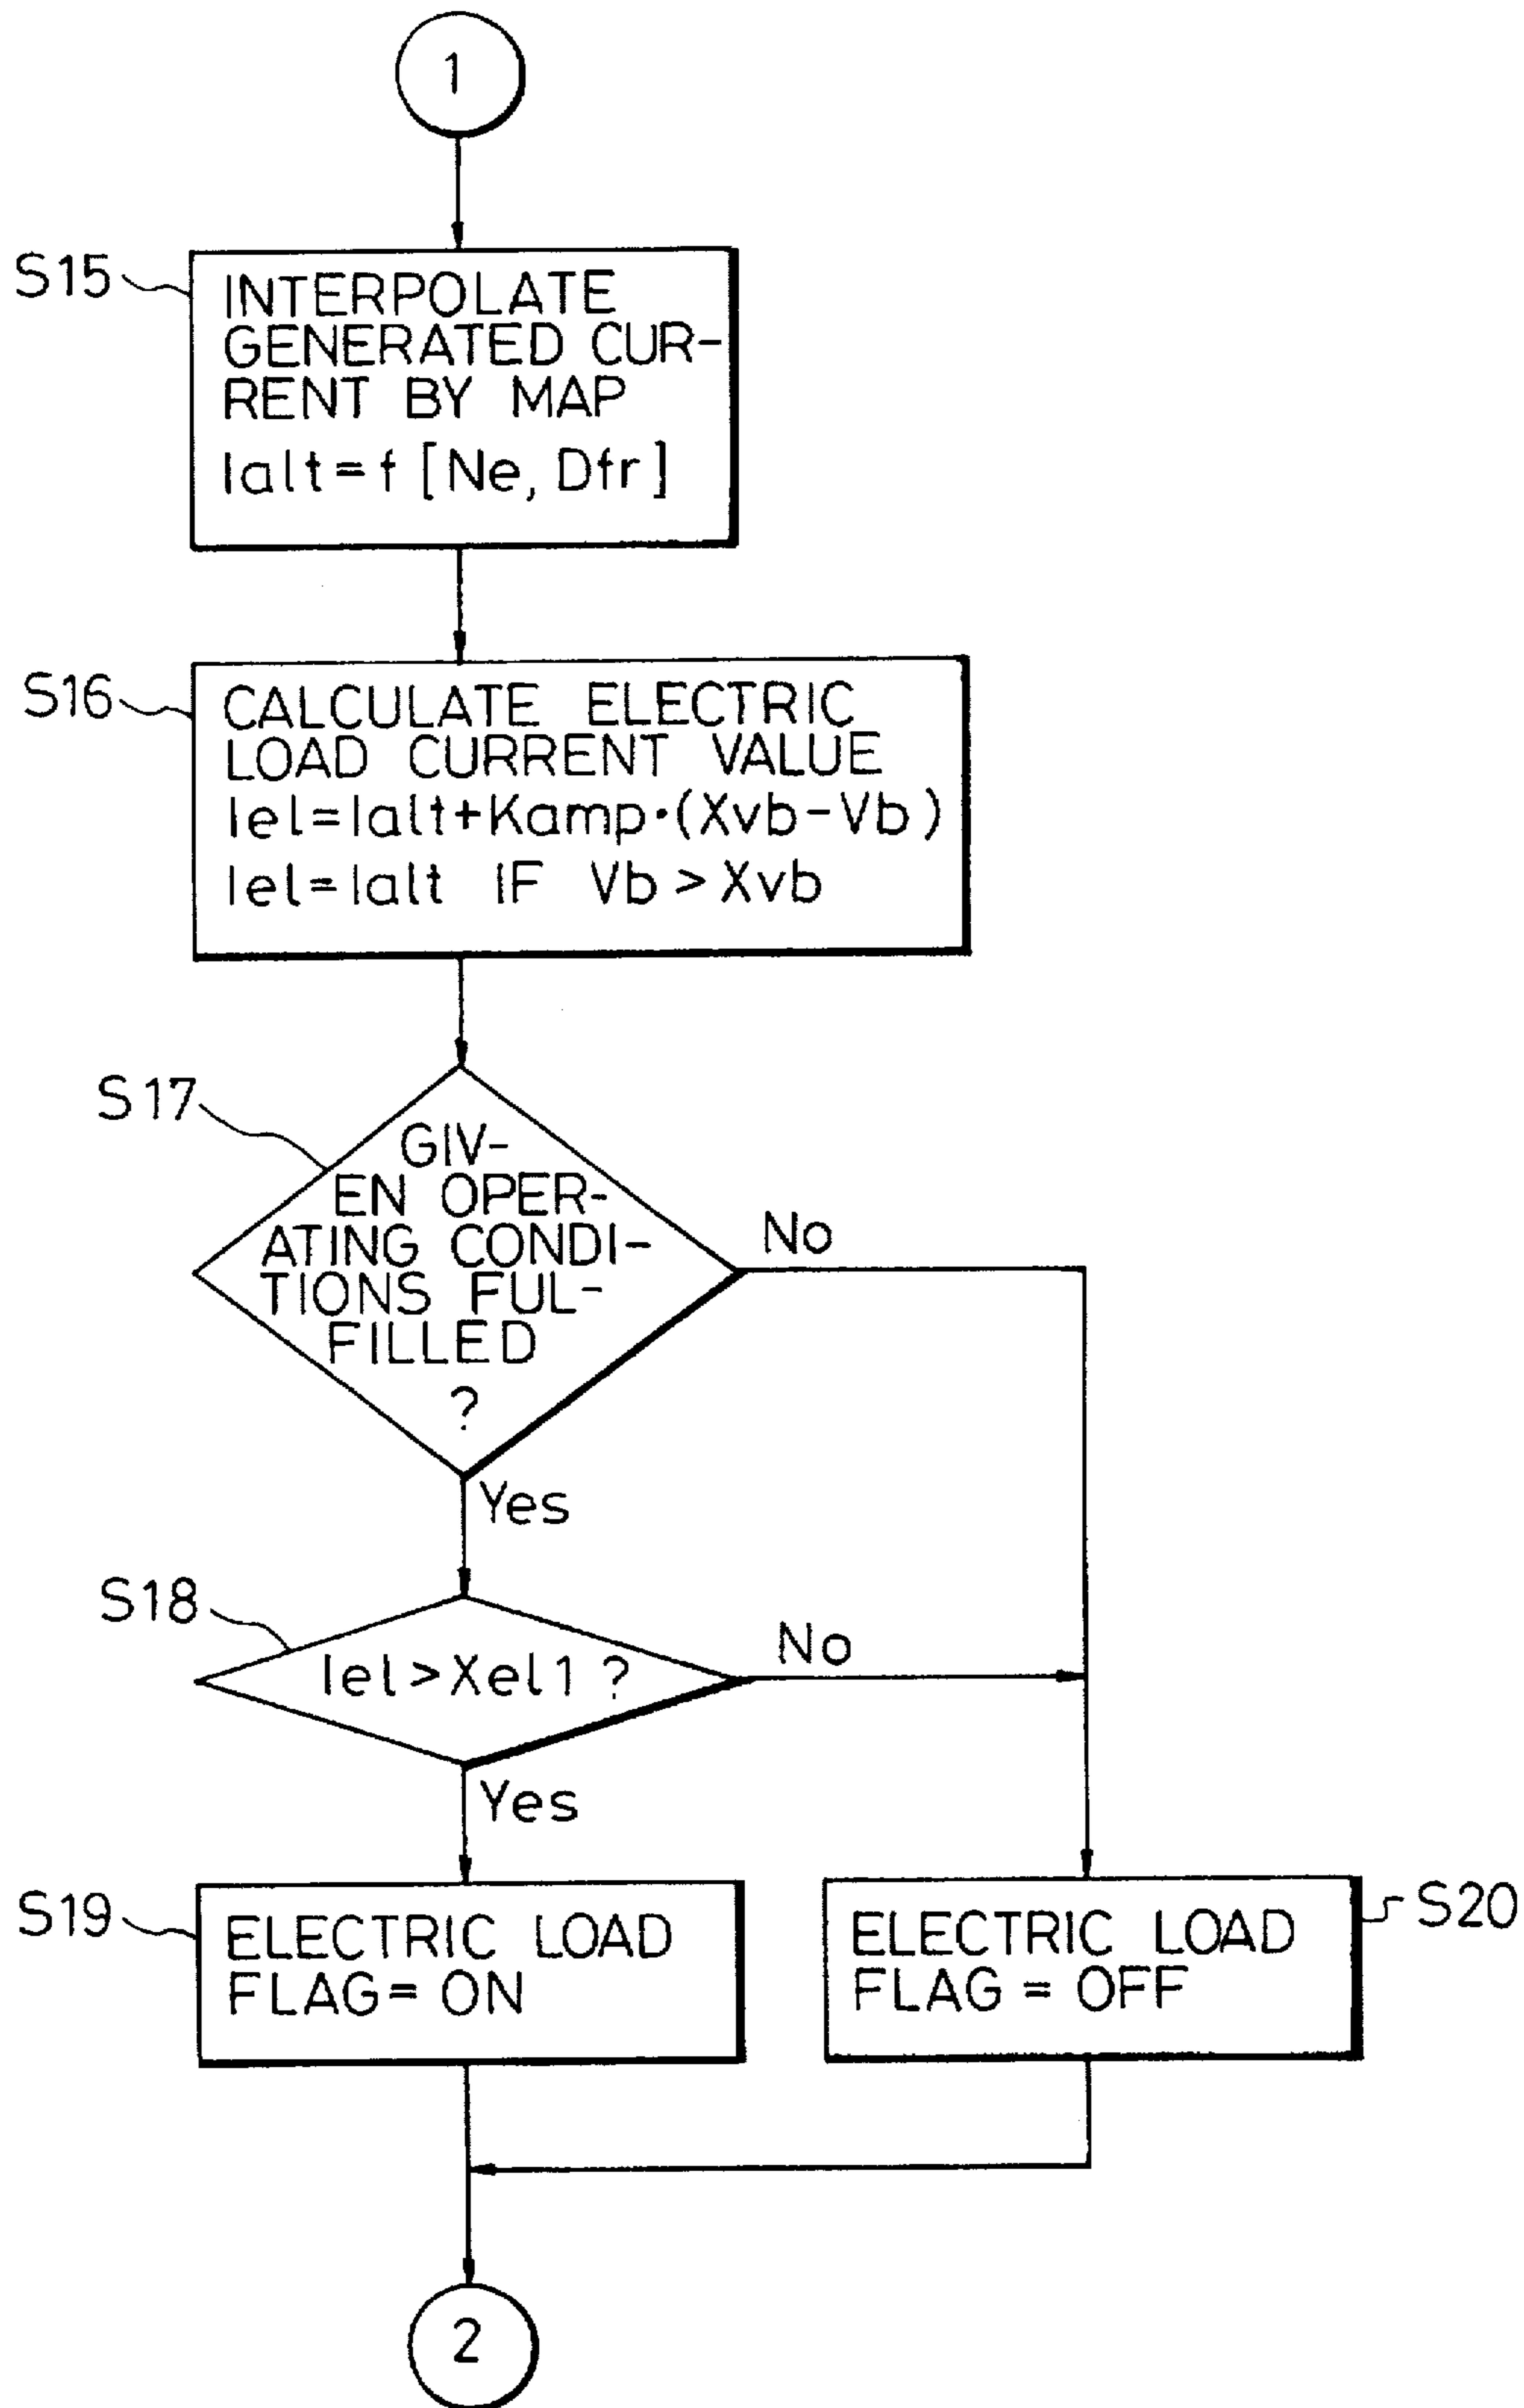 1
S15
INTERPOLATE
GENERATED CUR-
RENT BY MAP
Ialt=f [Ne, Dfr]
S16
CALCULATE ELECTRIC
LOAD CURRENT VALUE
Iel=Ialt+Kamp·(Xvb-Vb)
Iel=Ialt IF Vb>Xvb
S17
GIV-
EN OPER-
ATING CONDI-
TIONS FUL-
FILLED
?
No
Yes
S18
Iel>Xel1 ?
No
Yes
S19
ELECTRIC LOAD
FLAG= ON
ELECTRIC LOAD
FLAG = OFF
S20
2